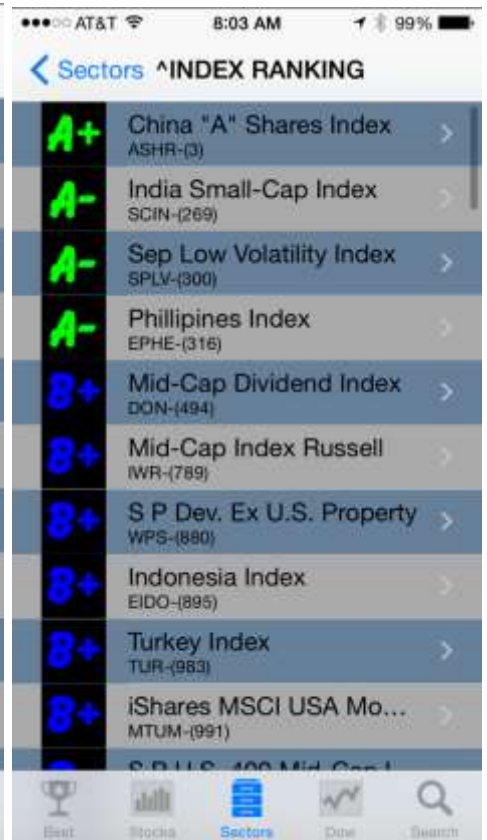 AT&T 8:03 AM 99%
Sectors ^INDEX RANKING
A+ China "A" Shares Index
ASHR-(3)
A- India Small-Cap Index
SCIN-(269)
A- Sep Low Volatility Index
SPLV-(300)
A- Phillipines Index
EPHE-(316)
B+ Mid-Cap Dividend Index
DON-(494)
B+ Mid-Cap Index Russell
IWR-(789)
B+ S P Dev. Ex U.S. Property
WPS-(880)
B+ Indonesia Index
EIDO-(895)
B+ Turkey Index
TUR-(983)
B+ iShares MSCI USA Mo...
MTUM-(991)
S P U.S. 400 Mid-Cap I
Best Stocks Sectors Dow Search